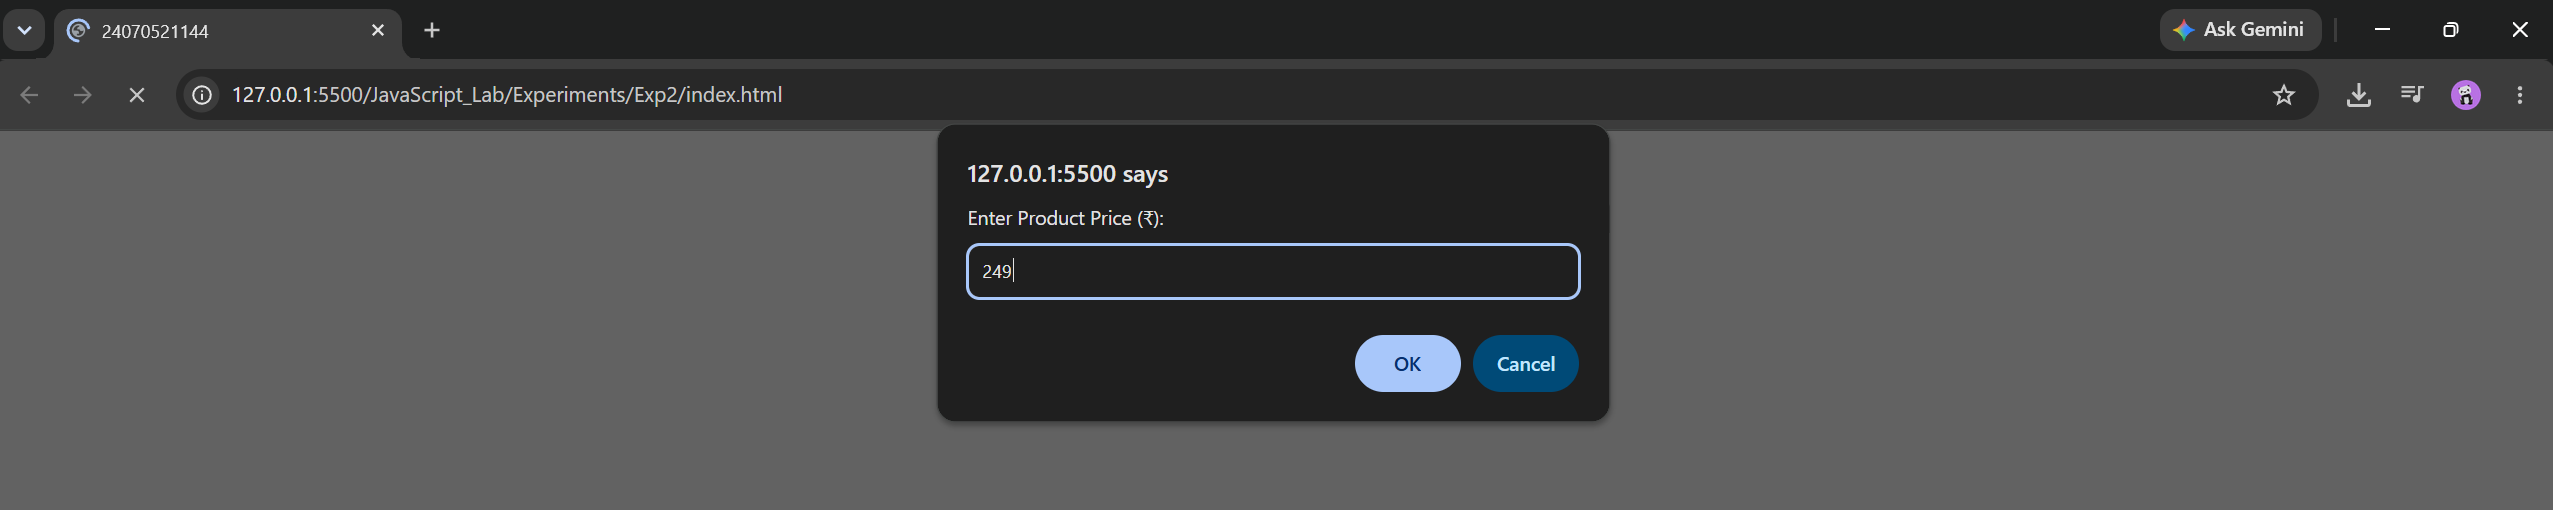 24070521144
Ask Gemini
127.0.0.1:5500/JavaScript_Lab/Experiments/Exp2/index.html
127.0.0.1:5500 says
Enter Product Price (₹):
249
OK
Cancel